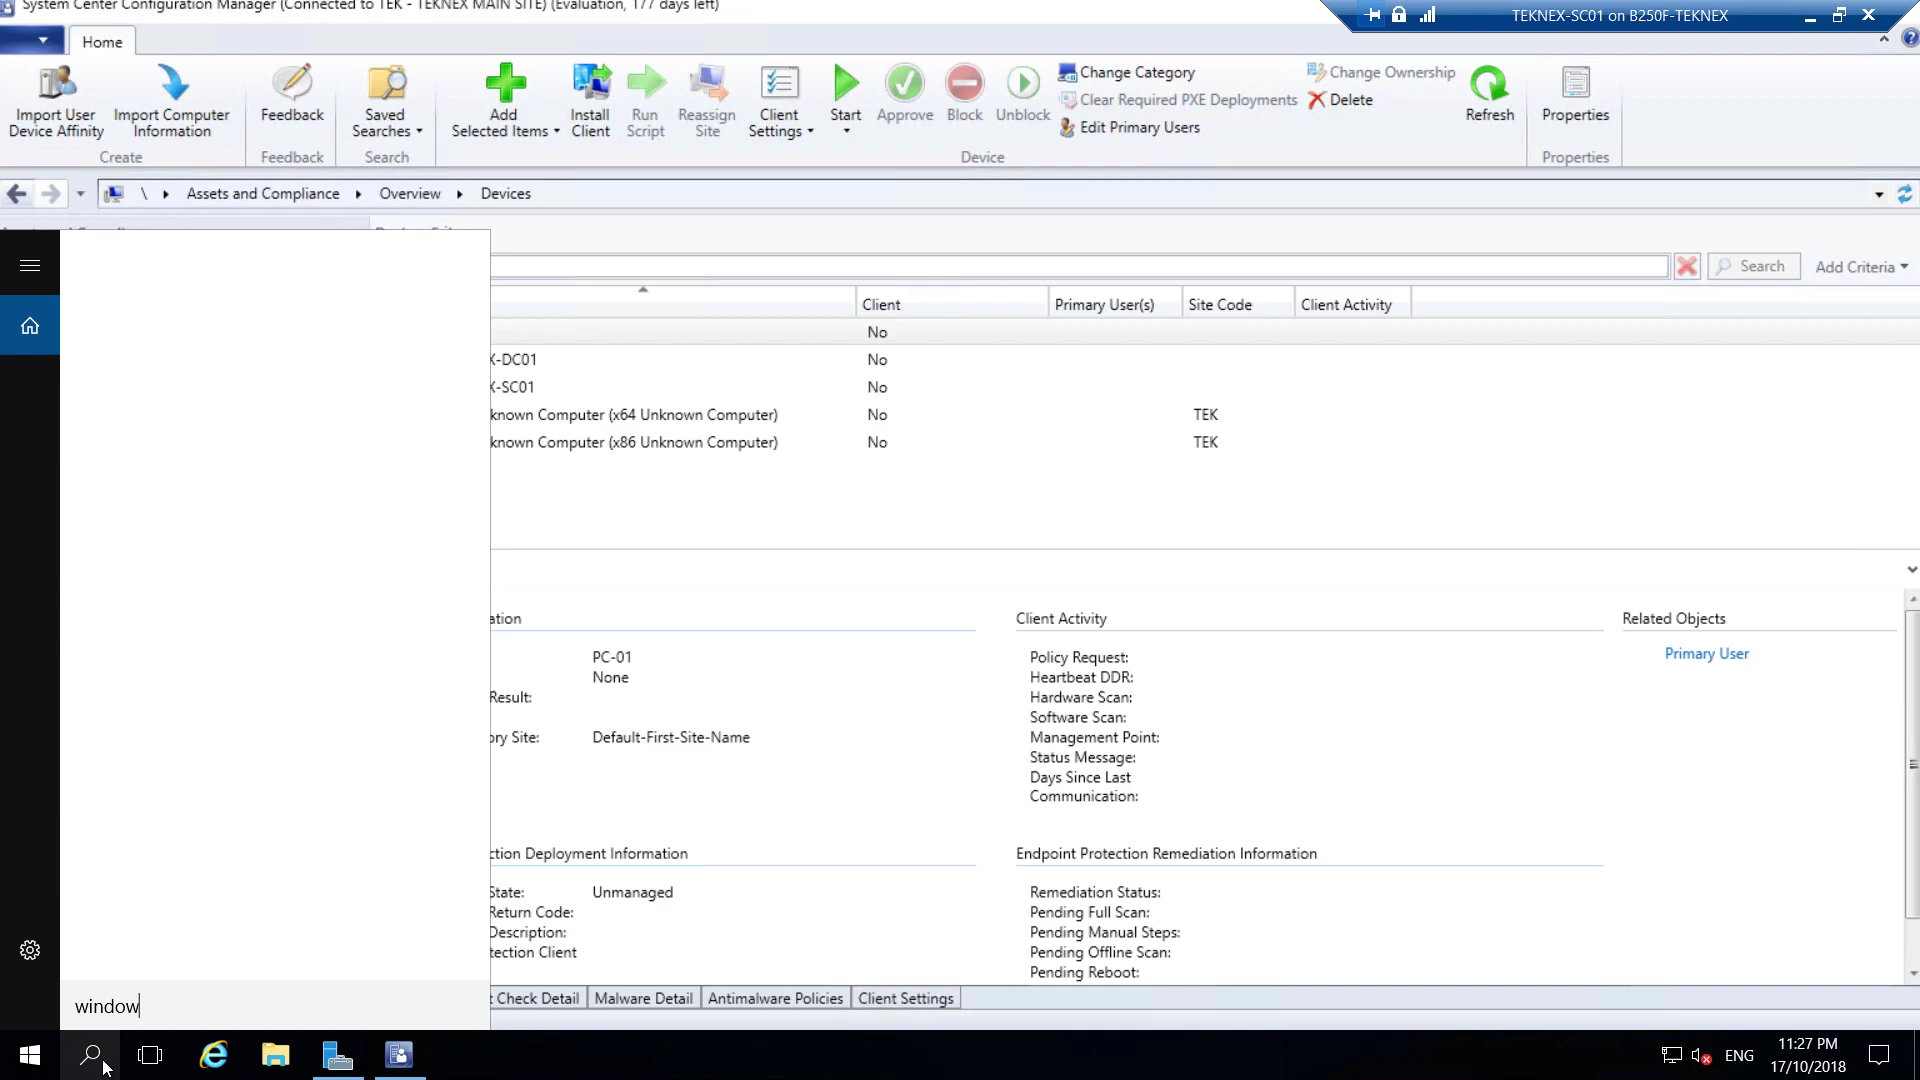 System Center Configuration Manager (Connected to TEK - TEKNEX MAIN SITE) (Evaluation, 177 days left)
TEKNEX-SC01 on B250F-TEKNEX
Home
Import User
Device Affinity
Import Computer
Information
Create
Feedback
Feedback
Saved
Searches
Search
Add
Selected Items
Install
Client
Run
Script
Reassign
Site
Client
Settings
Start
Approve
Block
Unblock
Change Category
Clear Required PXE Deployments
Edit Primary Users
Change Ownership
Delete
Device
Refresh
Properties
Properties
\ Assets and Compliance Overview Devices
Search
Add Criteria
Client Primary User(s) Site Code Client Activity
No
X-DC01 No
X-SC01 No
known Computer (x64 Unknown Computer) No TEK
known Computer (x86 Unknown Computer) No TEK
ation
PC-01
None
Result:
ory Site: Default-First-Site-Name
Client Activity
Policy Request:
Heartbeat DDR:
Hardware Scan:
Software Scan:
Management Point:
Status Message:
Days Since Last
Communication:
Related Objects
Primary User
ction Deployment Information
State: Unmanaged
Return Code:
Description:
tection Client
Endpoint Protection Remediation Information
Remediation Status:
Pending Full Scan:
Pending Manual Steps:
Pending Offline Scan:
Pending Reboot:
t Check Detail Malware Detail Antimalware Policies Client Settings
window
ENG
11:27 PM
17/10/2018